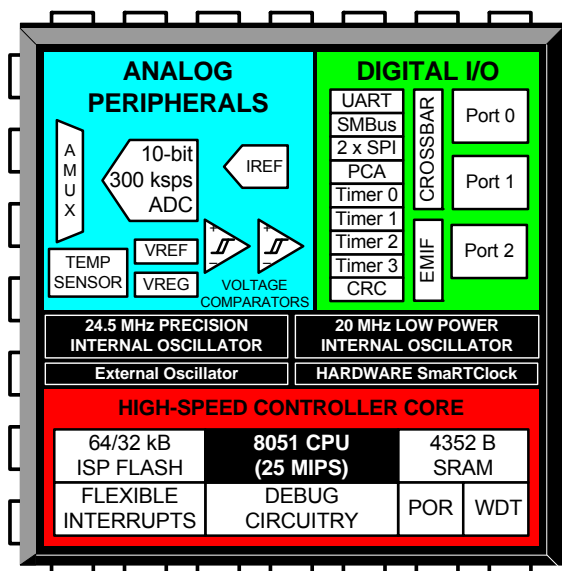 ANALOG
PERIPHERALS
A
M
U
X
10-bit
300 ksps
ADC
IREF
TEMP
SENSOR
VREF
VREG
+
–
+
–
VOLTAGE
COMPARATORS
DIGITAL I/O
UART
SMBus
2 x SPI
PCA
Timer 0
Timer 1
Timer 2
Timer 3
CRC
CROSSBAR
EMIF
Port 0
Port 1
Port 2
24.5 MHz PRECISION
INTERNAL OSCILLATOR
20 MHz LOW POWER
INTERNAL OSCILLATOR
External Oscillator
HARDWARE SmaRTClock
HIGH-SPEED CONTROLLER CORE
64/32 kB
ISP FLASH
8051 CPU
(25 MIPS)
4352 B
SRAM
FLEXIBLE
INTERRUPTS
DEBUG
CIRCUITRY
POR
WDT